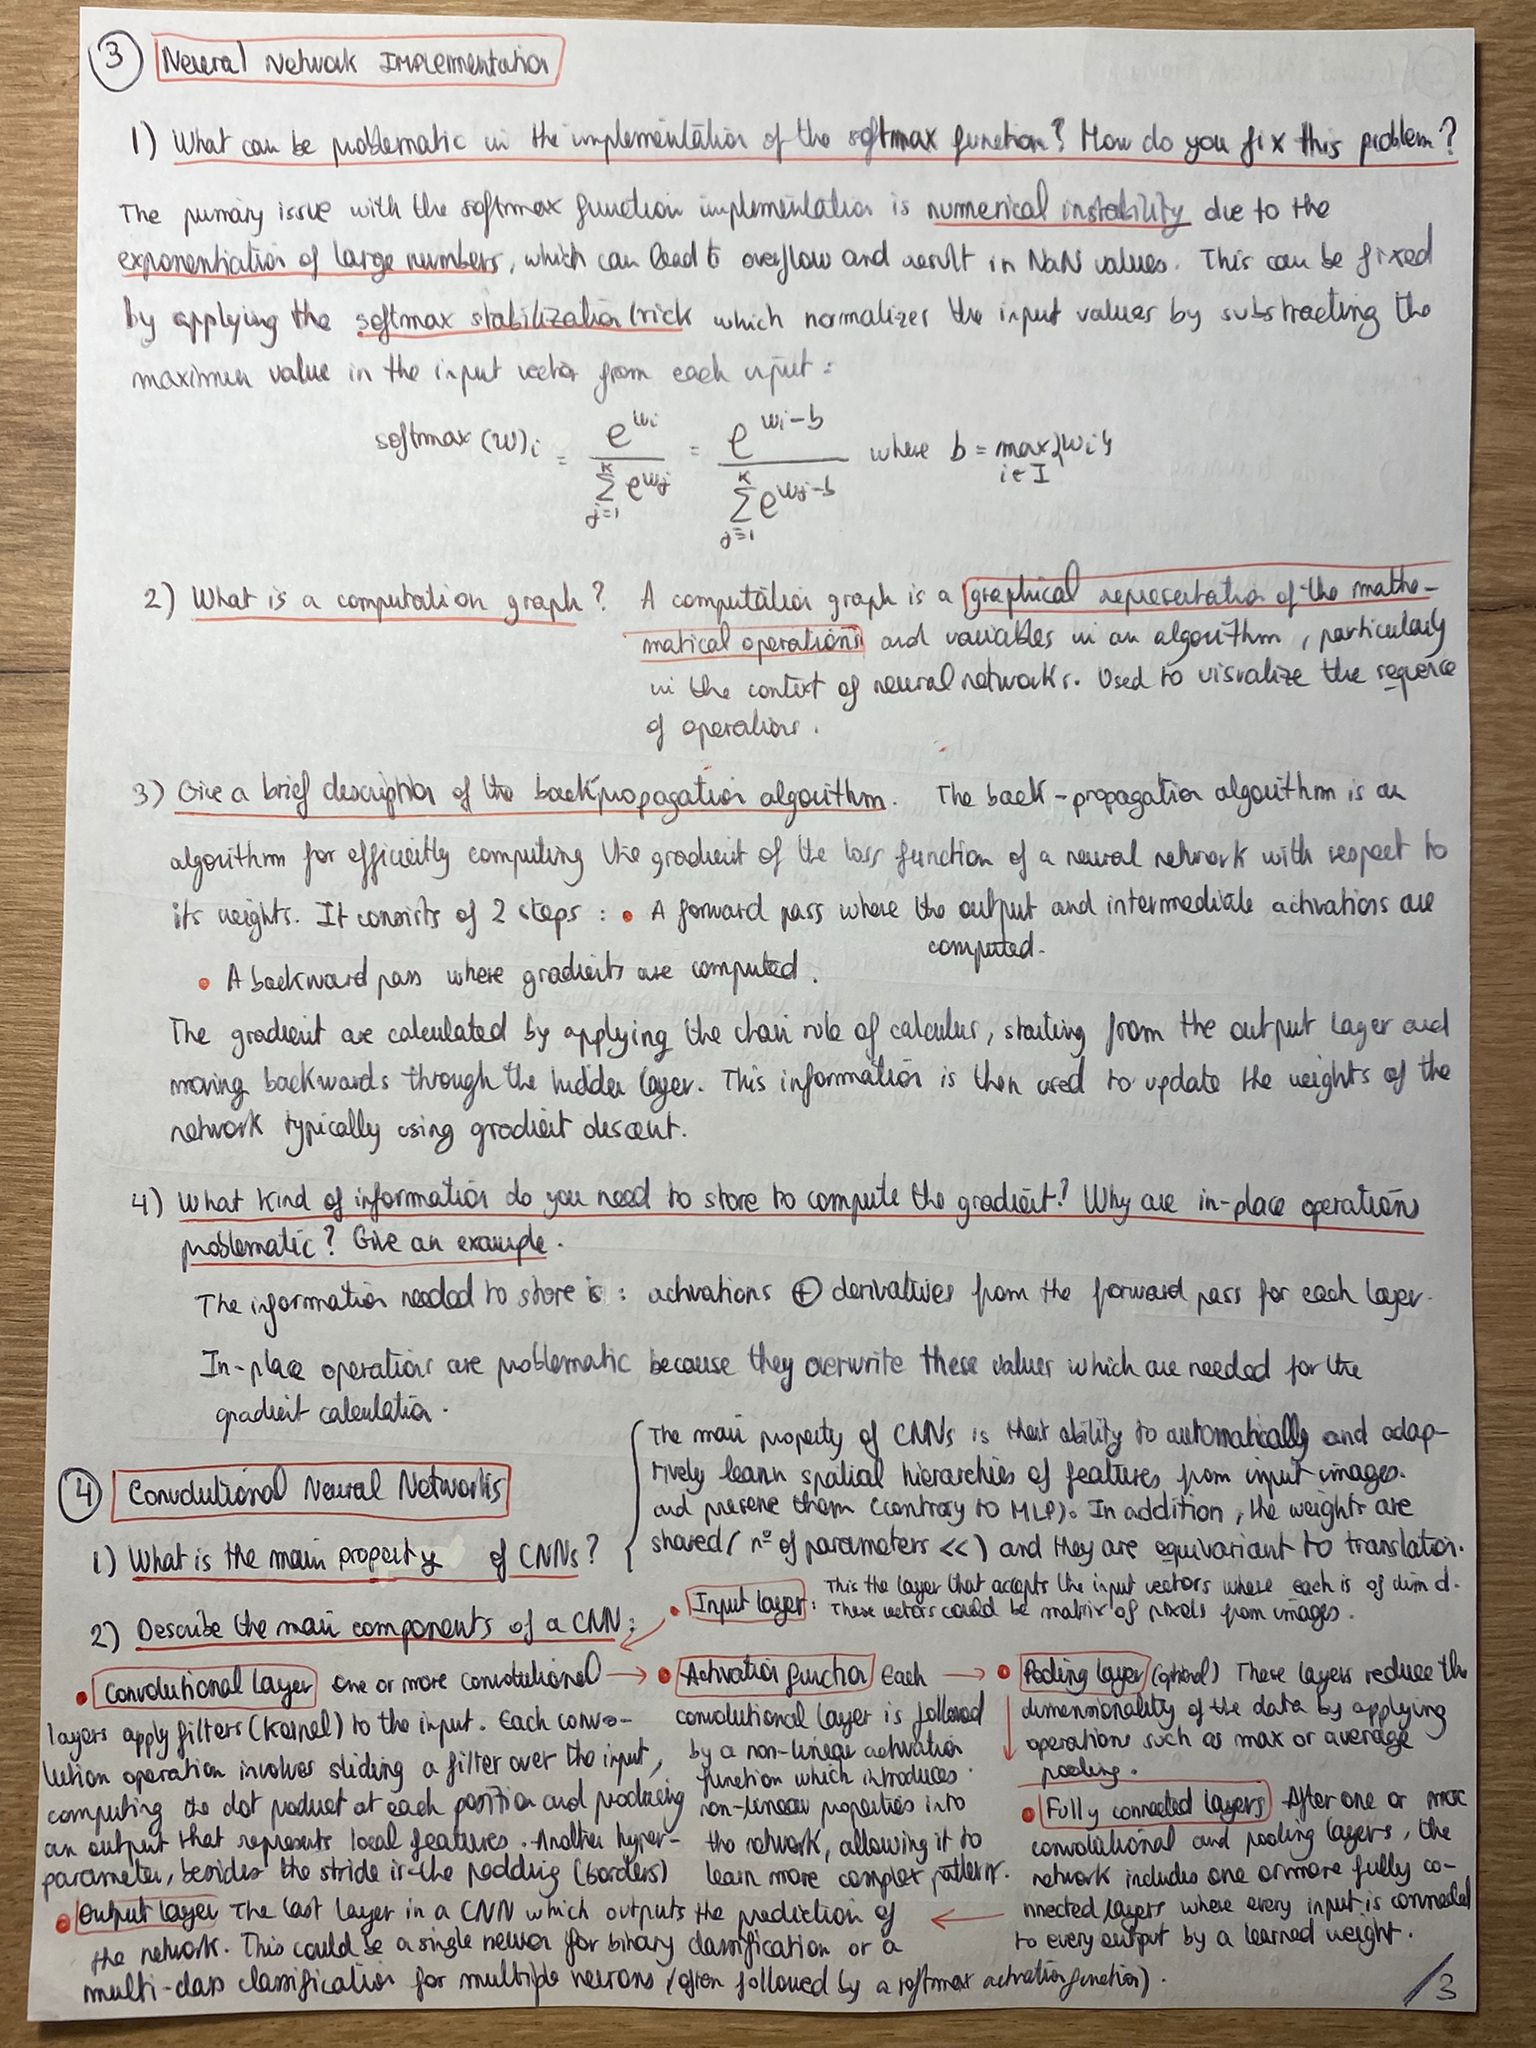 3 Neural Network Implementation
1) What can be problematic in the implementation of the softmax function? How do you fix this problem?
The primary issue with the softmax function implementation is numerical instability due to the
exponentiation of large numbers, which can lead to overflow and result in NaN values. This can be fixed
by applying the softmax stabilization trick which normalizes the input values by substracting the
maximum value in the input vector from each input:
softmax (w)i = e^{wi} / Σ_{j=1}^{K} e^{wj} = e^{wi-b} / Σ_{j=1}^{K} e^{wj-b} where b = max_{i∈I} {wi}
2) What is a computation graph? A computation graph is a graphical representation of the mathe-
matical operations and variables in an algorithm, particularly
in the context of neural networks. Used to visualize the sequence
of operations.
3) Give a brief description of the backpropagation algorithm. The back-propagation algorithm is an
algorithm for efficiently computing the gradient of the loss function of a neural network with respect to
its weights. It consists of 2 steps: • A forward pass where the output and intermediate activations are
computed.
• A backward pass where gradients are computed.
The gradient are calculated by applying the chain rule of calculus, starting from the output layer and
moving backwards through the hidden layer. This information is then used to update the weights of the
network typically using gradient descent.
4) What kind of information do you need to store to compute the gradient? Why are in-place operations
problematic? Give an example.
The information needed to store is: activations ⊕ derivatives from the forward pass for each layer.
In-place operations are problematic because they overwrite these values which are needed for the
gradient calculation.
4 Convolutional Neural Networks
1) What is the main property of CNNs?
The main property of CNNs is their ability to automatically and adap-
tively learn spatial hierarchies of features from input images.
and preserve them (contrary to MLP). In addition, the weights are
shared (nº of parameters <<) and they are equivariant to translation.
2) Describe the main components of a CNN:
• Input layer: This the layer that accepts the input vectors where each is of dim d.
These vectors could be matrix of pixels from images.
• Convolutional Layer One or more convolutional
layers apply filters (kernel) to the input. Each convo-
lution operation involves sliding a filter over the input,
computing the dot product at each position and producing
an output that represents local features. Another hyper-
parameter, besides the stride is the padding (borders)
→ • Activation function Each
convolutional layer is followed
by a non-linear activation
function which introduces
non-linear properties into
the network, allowing it to
learn more complex patterns.
→ • Pooling layer (optional) These layers reduce the
dimensionality of the data by applying
operations such as max or average
pooling.
• Fully connected layers After one or more
convolutional and pooling layers, the
network includes one or more fully co-
nnected layers where every input is connected
to every output by a learned weight.
• Output layer The last layer in a CNN which outputs the prediction of
the network. This could be a single neuron for binary classification or a
multi-class classification for multiple neurons (often followed by a softmax activation function).
/3